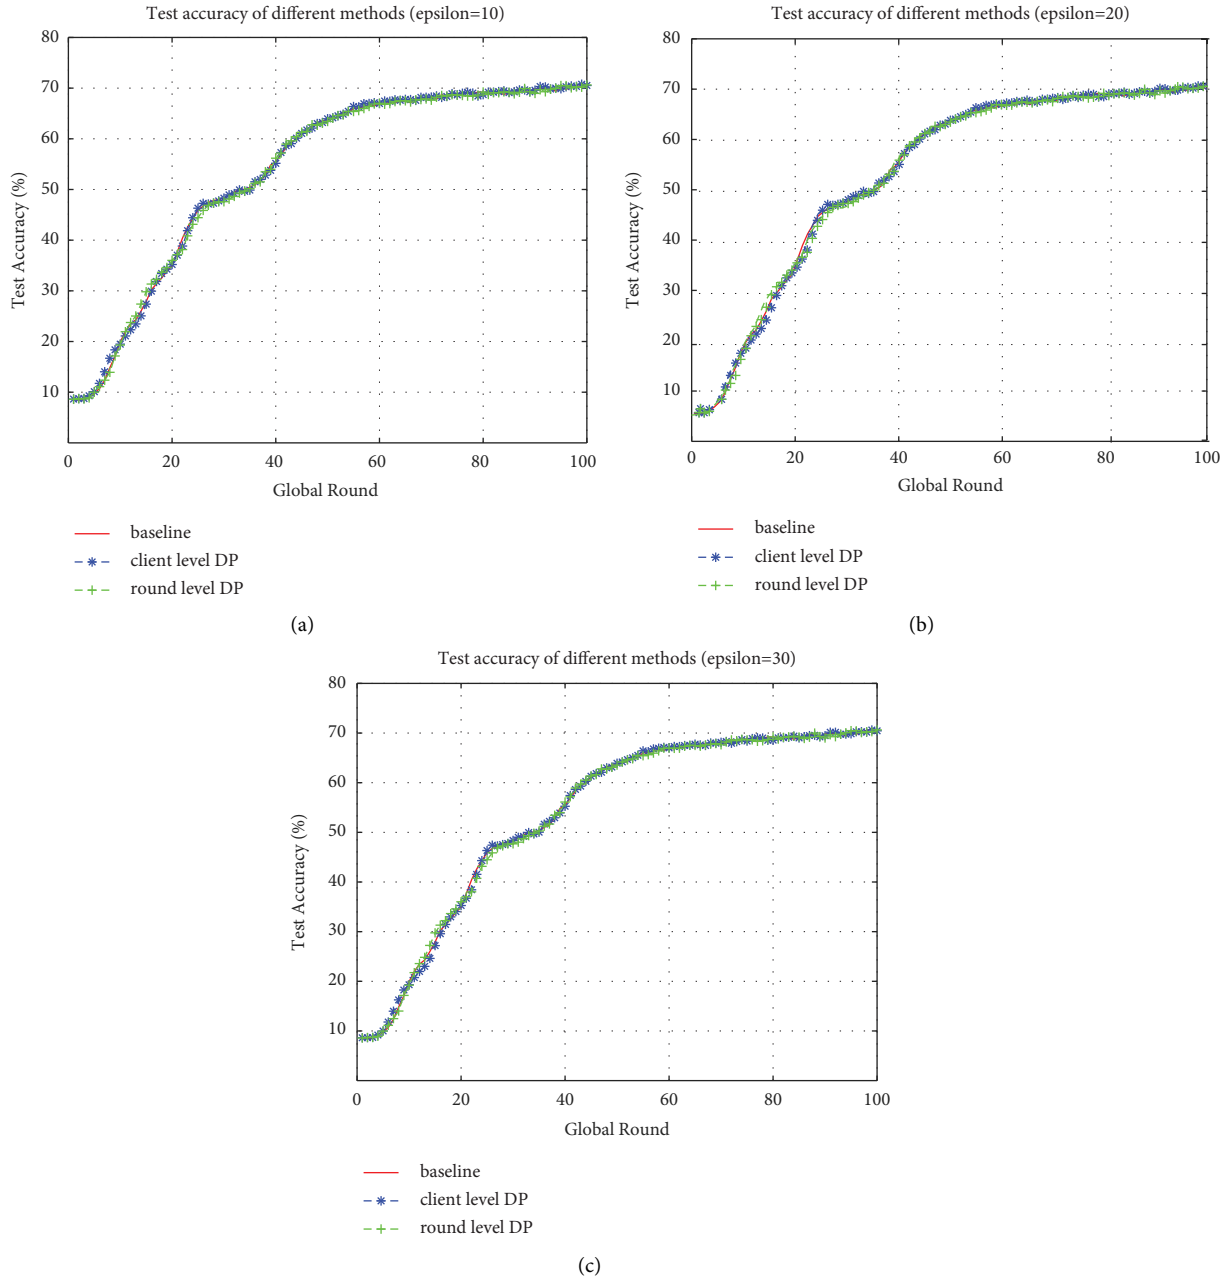 Test accuracy of different methods (epsilon=10)
80
70
60
50
40
30
20
10
Test Accuracy (%)
0 20 40 60 80 100
Global Round
baseline
client level DP
round level DP
(a)
Test accuracy of different methods (epsilon=20)
80
70
60
50
40
30
20
10
Test Accuracy (%)
0 20 40 60 80 100
Global Round
baseline
client level DP
round level DP
(b)
Test accuracy of different methods (epsilon=30)
80
70
60
50
40
30
20
10
Test Accuracy (%)
0 20 40 60 80 100
Global Round
baseline
client level DP
round level DP
(c)